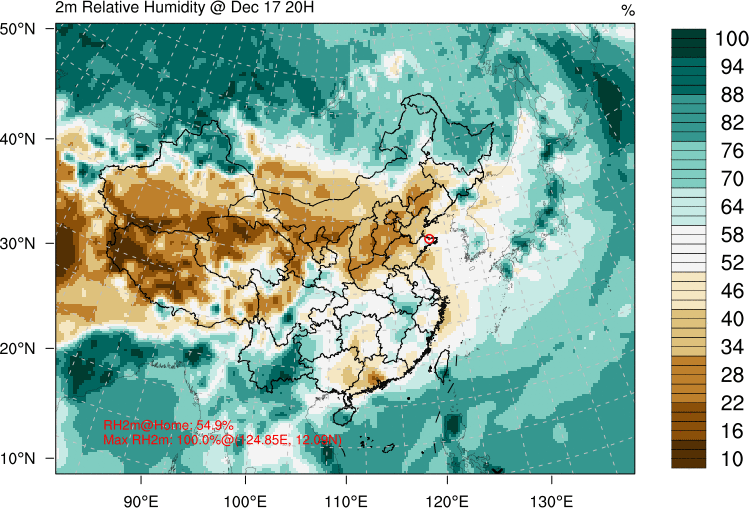 2m Relative Humidity @ Dec 17 20H
%
50°N
40°N
30°N
20°N
10°N
90°E
100°E
110°E
120°E
130°E
100
94
88
82
76
70
64
58
52
46
40
34
28
22
16
10
RH2m@Home: 54.9%
Max RH2m: 100.0%@(124.85E, 12.09N)